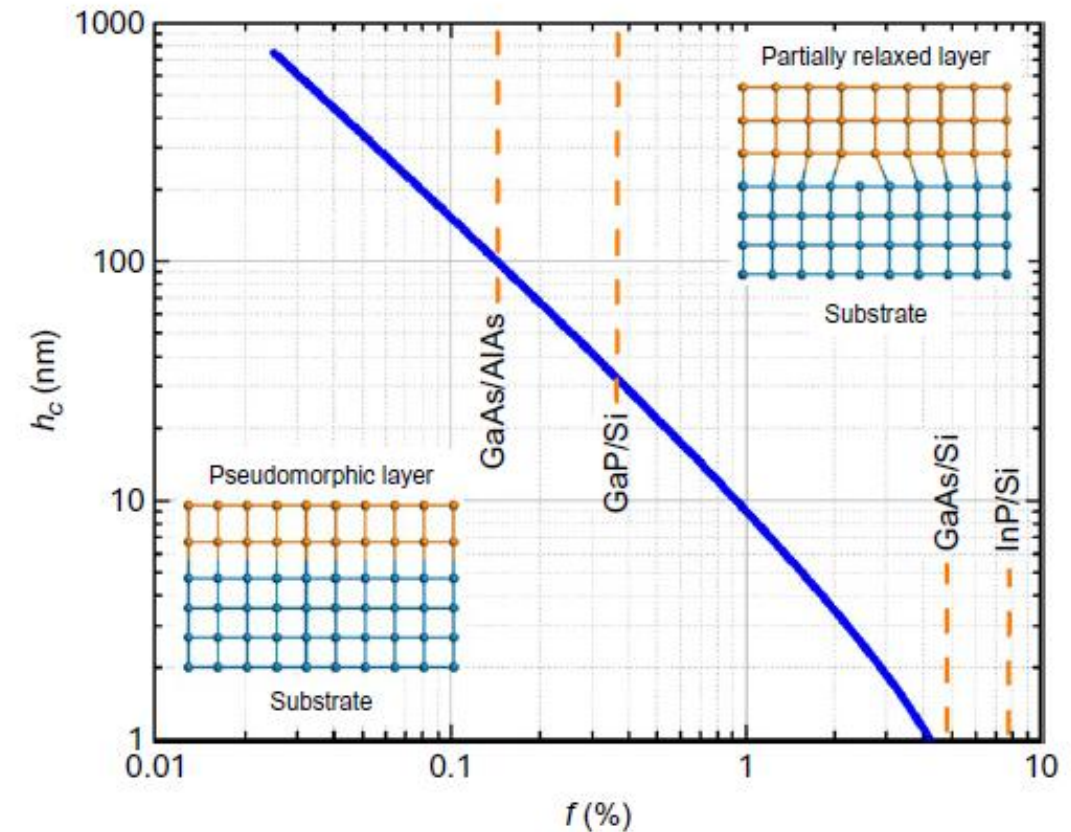 1000
100
10
1
h_c (nm)
0.01
0.1
1
10
f (%)
GaAs/AlAs
GaP/Si
GaAs/Si
InP/Si
Partially relaxed layer
Substrate
Pseudomorphic layer
Substrate